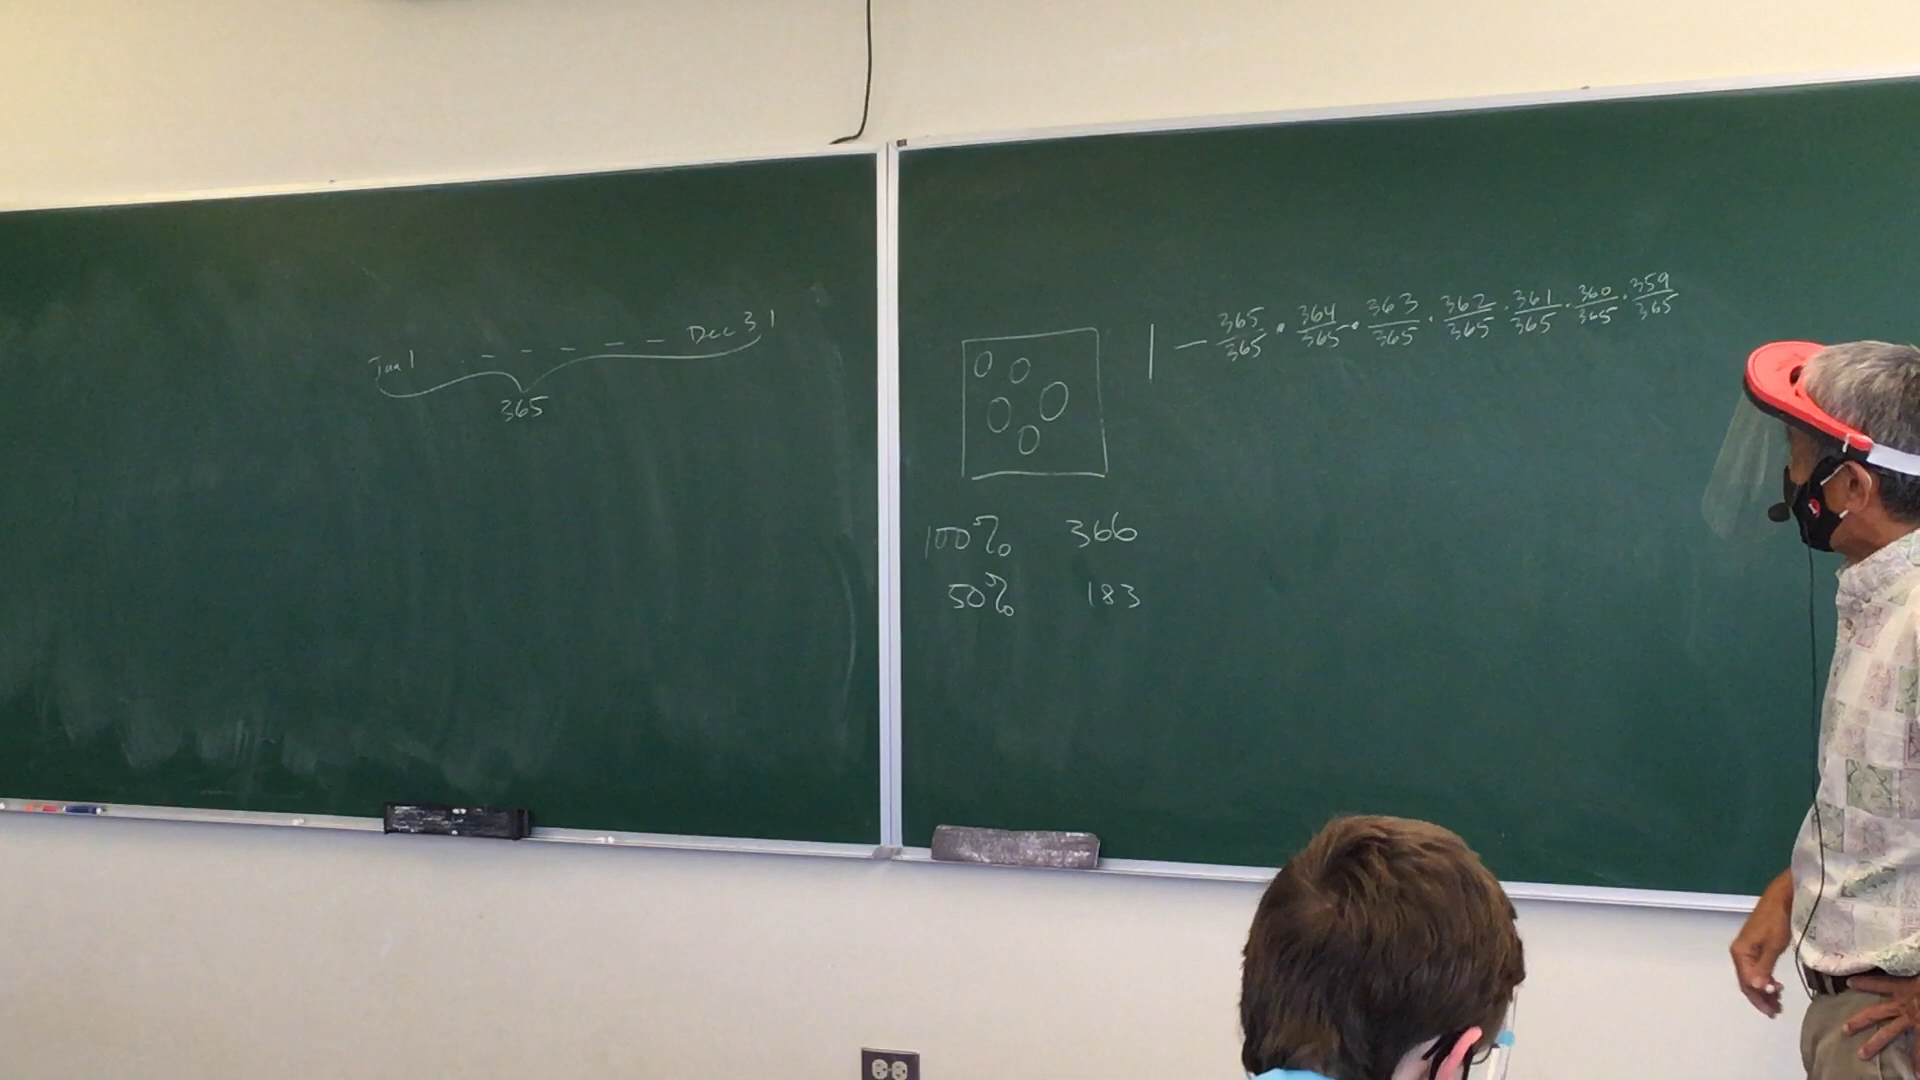 Jan 1 - - - - - Dec 31
365
1 - 365/365 • 364/365 • 363/365 • 362/365 • 361/365 • 360/365 • 359/365
100% 366
50% 183